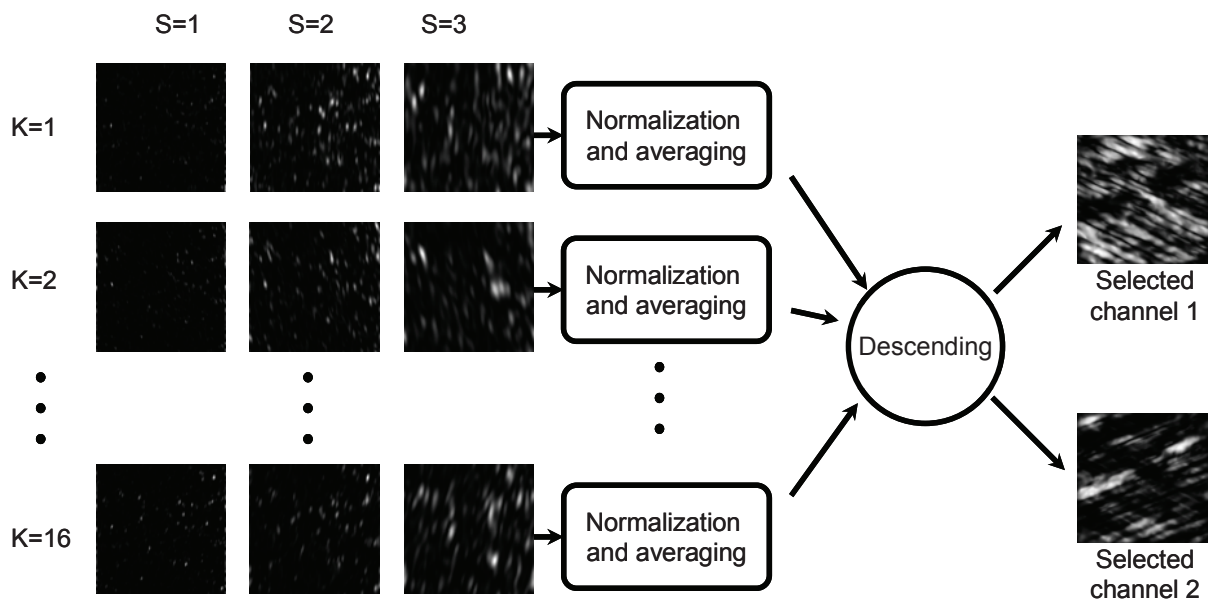 S=1 S=2 S=3
K=1
Normalization
and averaging
K=2
Normalization
and averaging
Descending
Selected
channel 1
K=16
Normalization
and averaging
Selected
channel 2